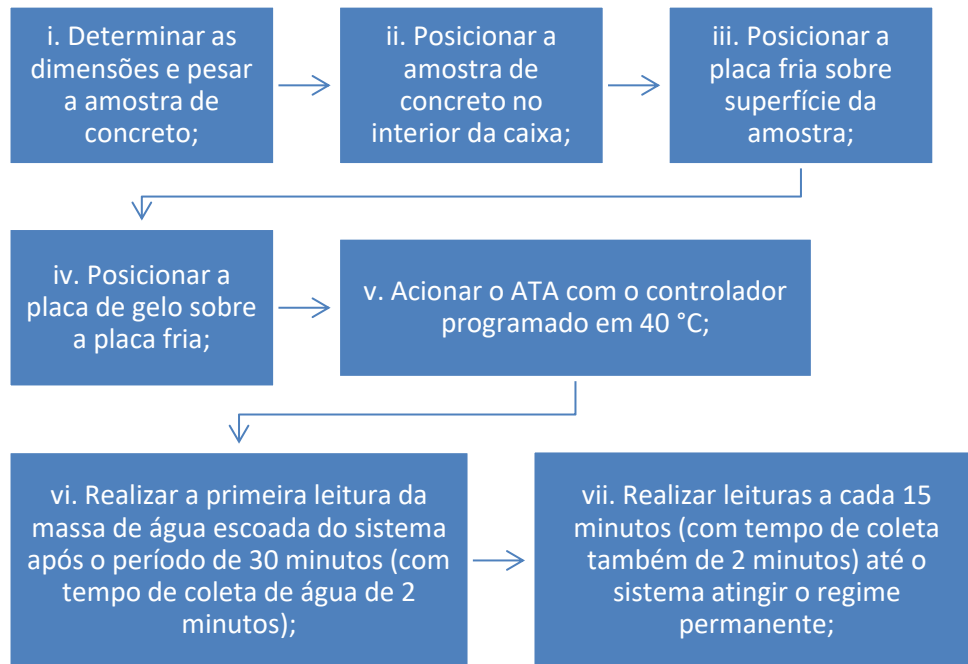 i. Determinar as
dimensões e pesar
a amostra de
concreto;
ii. Posicionar a
amostra de
concreto no
interior da caixa;
iii. Posicionar a
placa fria sobre
superfície da
amostra;
iv. Posicionar a
placa de gelo sobre
a placa fria;
v. Acionar o ATA com o controlador
programado em 40 °C;
vi. Realizar a primeira leitura da
massa de água escoada do sistema
após o período de 30 minutos (com
tempo de coleta de água de 2
minutos);
vii. Realizar leituras a cada 15
minutos (com tempo de coleta
também de 2 minutos) até o
sistema atingir o regime
permanente;